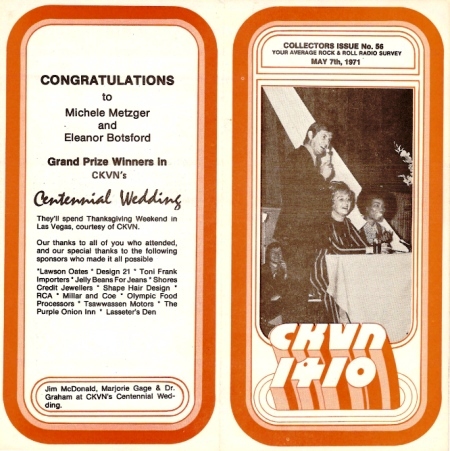 CONGRATULATIONS
to
Michele Metzger
and
Eleanor Botsford
Grand Prize Winners in
CKVN's
Centennial Wedding
They'll spend Thanksgiving Weekend in
Las Vegas, courtesy of CKVN.
Our thanks to all of you who attended,
and our special thanks to the following
sponsors who made it all possible
*Lawson Oates * Design 21 * Toni Frank
Importers * Jelly Beans For Jeans * Shores
Credit Jewellers * Shape Hair Design *
RCA * Millar and Coe * Olympic Food
Processors * Tsawwassen Motors * The
Purple Onion Inn * Lasseter's Den
Jim McDonald, Marjorie Gage & Dr.
Graham at CKVN's Centennial Wed-
ding.
COLLECTORS ISSUE No. 56
YOUR AVERAGE ROCK & ROLL RADIO SURVEY
MAY 7th, 1971
CKVN
1410